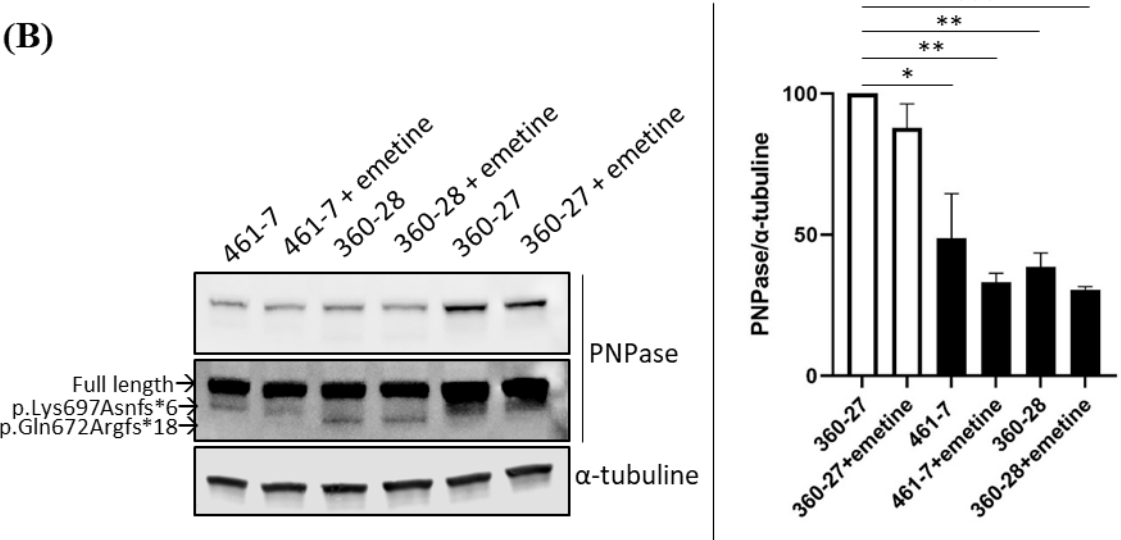 (B)
461-7
461-7 + emetine
360-28
360-28 + emetine
360-27
360-27 + emetine
Full length→
p.Lys697Asnfs*6→
p.Gln672Argfs*18→
PNPase
α-tubuline
**
**
*
PNPase/α-tubuline
100
50
0
360-27
360-27+emetine
461-7
461-7+emetine
360-28
360-28+emetine